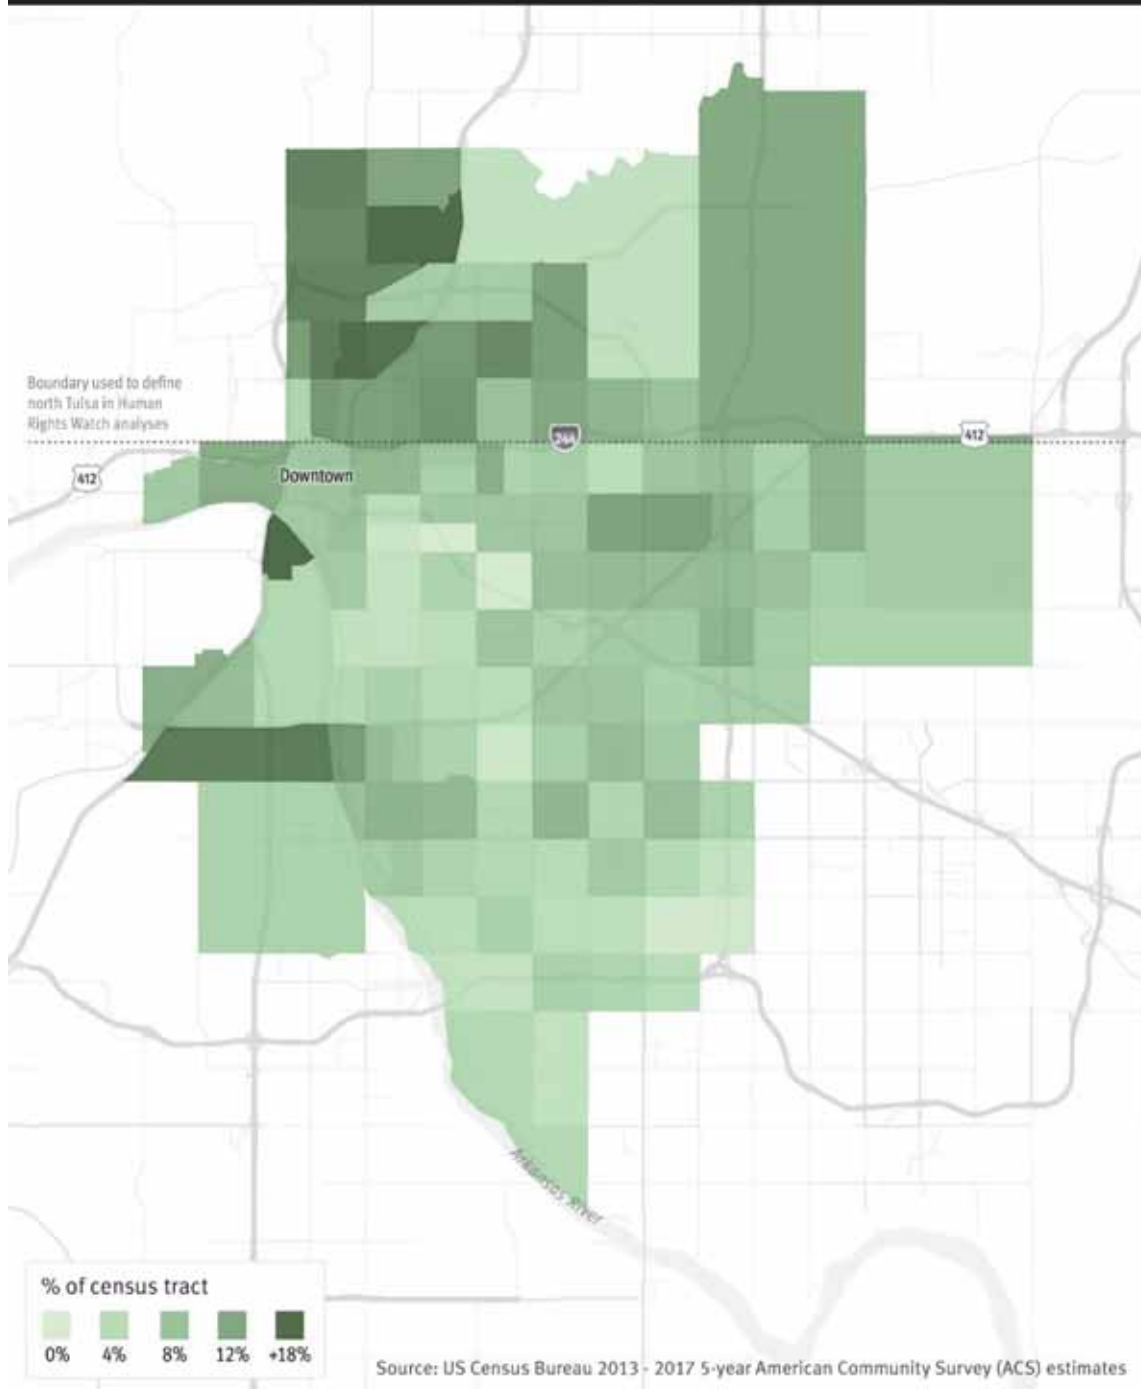 Boundary used to define
north Tulsa in Human
Rights Watch analyses
244
412
412
Downtown
Arkansas River
% of census tract
0% 4% 8% 12% +18%
Source: US Census Bureau 2013 - 2017 5-year American Community Survey (ACS) estimates